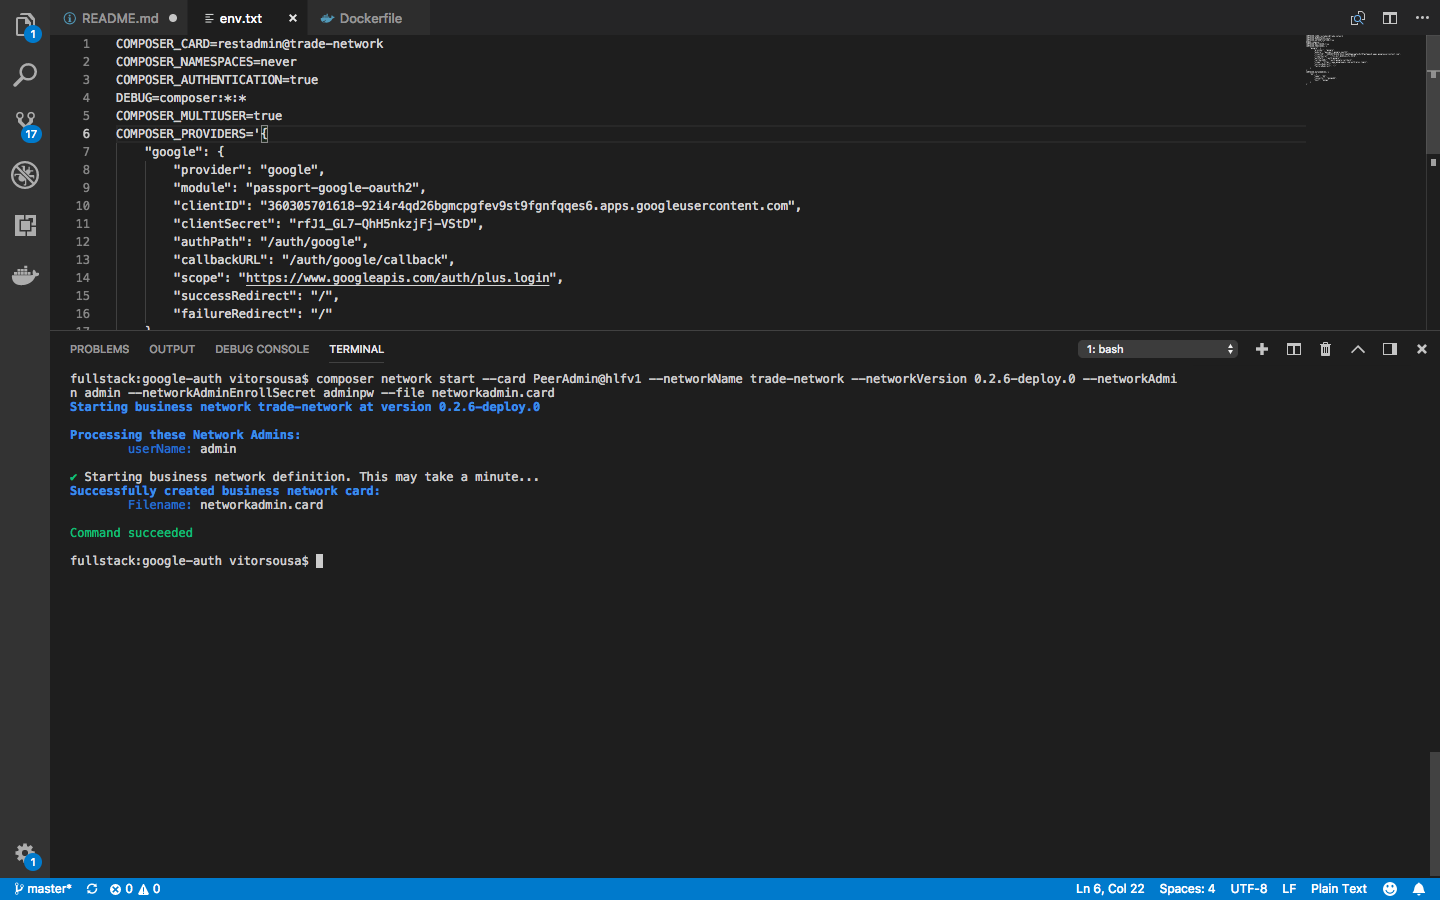 README.md
env.txt
Dockerfile
1
17
1
1 COMPOSER_CARD=restadmin@trade-network
2 COMPOSER_NAMESPACES=never
3 COMPOSER_AUTHENTICATION=true
4 DEBUG=composer:*:*
5 COMPOSER_MULTIUSER=true
6 COMPOSER_PROVIDERS='{
7 "google": {
8 "provider": "google",
9 "module": "passport-google-oauth2",
10 "clientID": "360305701618-92i4r4qd26bgmcpgfev9st9fgnfqqes6.apps.googleusercontent.com",
11 "clientSecret": "rfJ1_GL7-QhH5nkzjFj-VStD",
12 "authPath": "/auth/google",
13 "callbackURL": "/auth/google/callback",
14 "scope": "https://www.googleapis.com/auth/plus.login",
15 "successRedirect": "/",
16 "failureRedirect": "/"
PROBLEMS OUTPUT DEBUG CONSOLE TERMINAL 1: bash
fullstack:google-auth vitorsousa$ composer network start --card PeerAdmin@hlfv1 --networkName trade-network --networkVersion 0.2.6-deploy.0 --networkAdmi
n admin --networkAdminEnrollSecret adminpw --file networkadmin.card
Starting business network trade-network at version 0.2.6-deploy.0
Processing these Network Admins:
userName: admin
✔ Starting business network definition. This may take a minute...
Successfully created business network card:
Filename: networkadmin.card
Command succeeded
fullstack:google-auth vitorsousa$
master* 0 0 Ln 6, Col 22 Spaces: 4 UTF-8 LF Plain Text